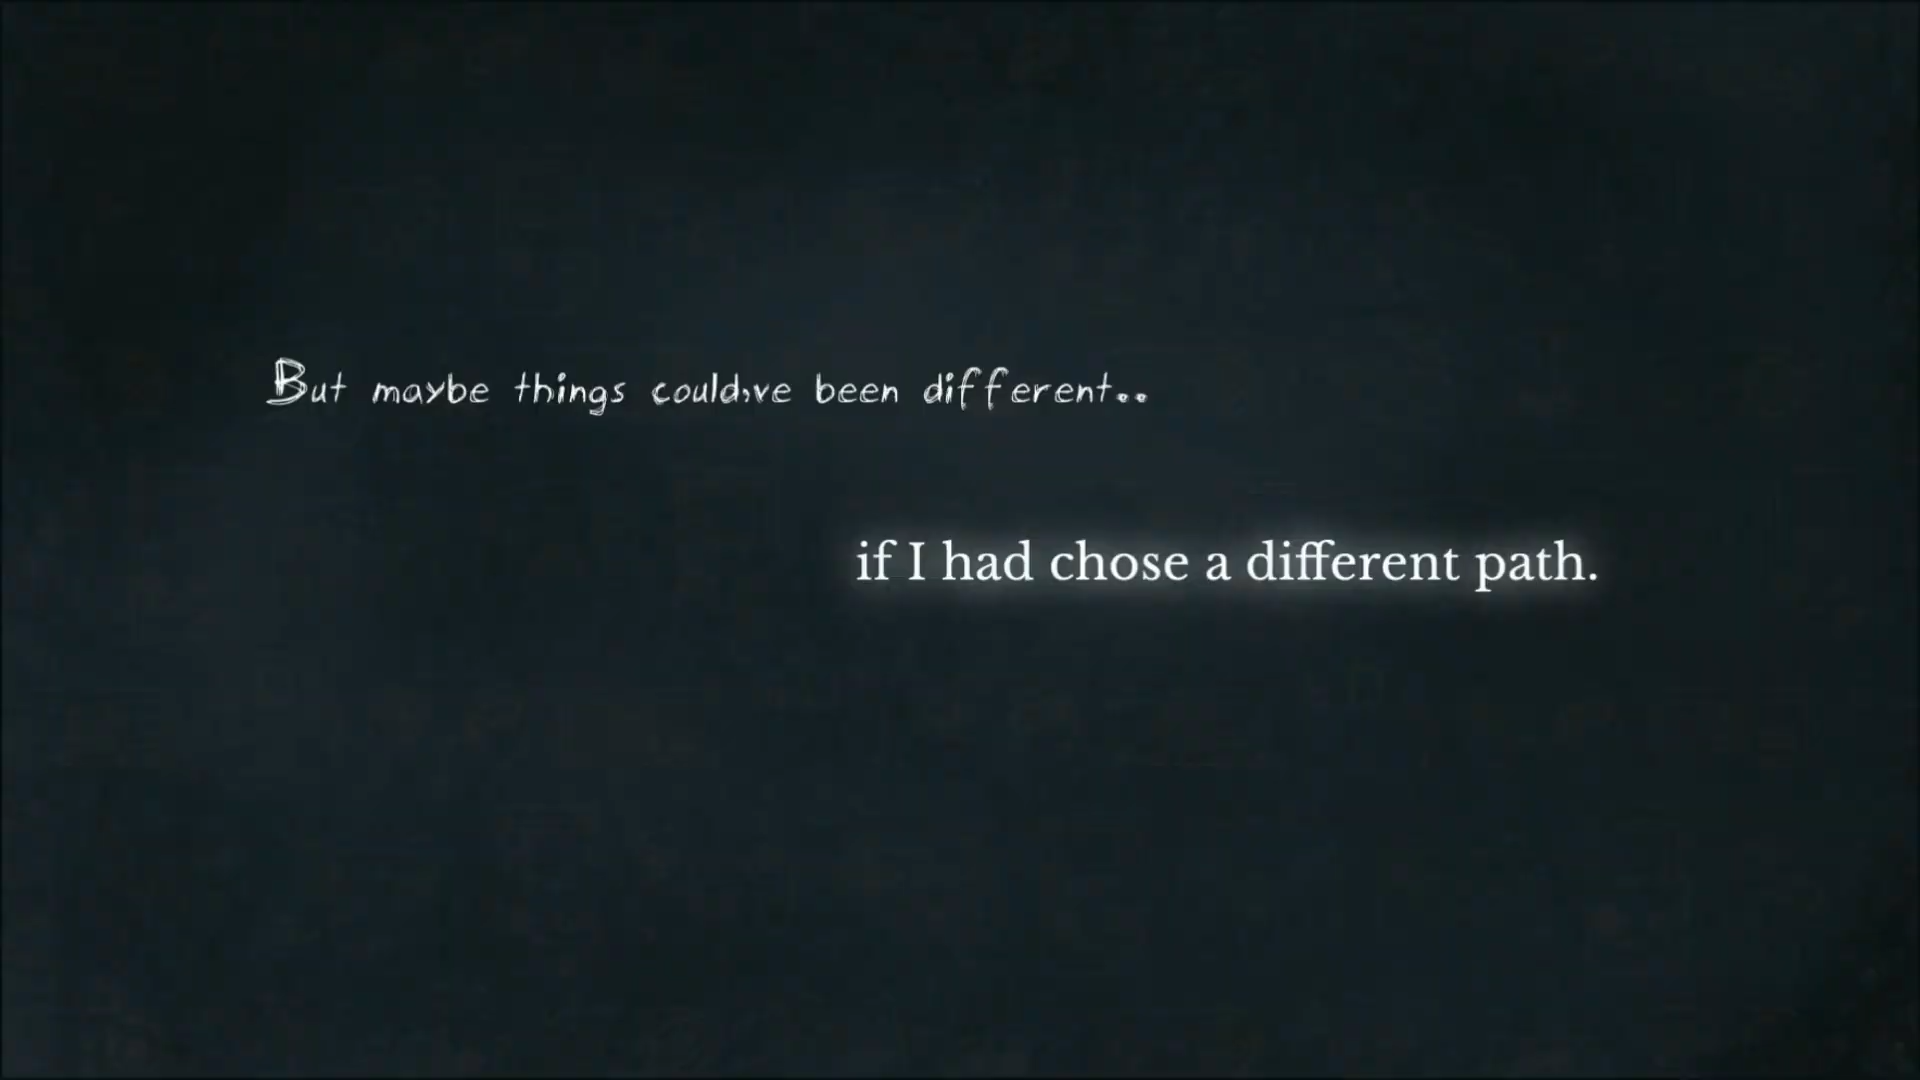 But maybe things could,ve been different..
if I had chose a different path.